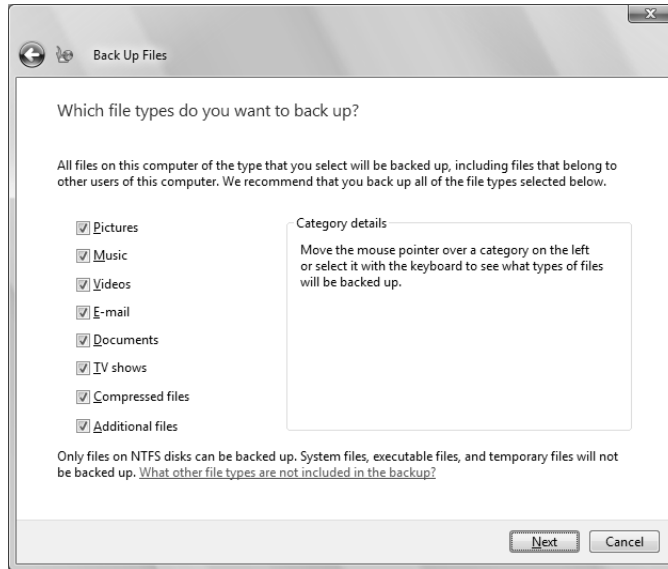 Back Up Files
Which file types do you want to back up?
All files on this computer of the type that you select will be backed up, including files that belong to
other users of this computer. We recommend that you back up all of the file types selected below.
Pictures
Music
Videos
E-mail
Documents
TV shows
Compressed files
Additional files
Category details
Move the mouse pointer over a category on the left
or select it with the keyboard to see what types of files
will be backed up.
Only files on NTFS disks can be backed up. System files, executable files, and temporary files will not
be backed up. What other file types are not included in the backup?
Next
Cancel